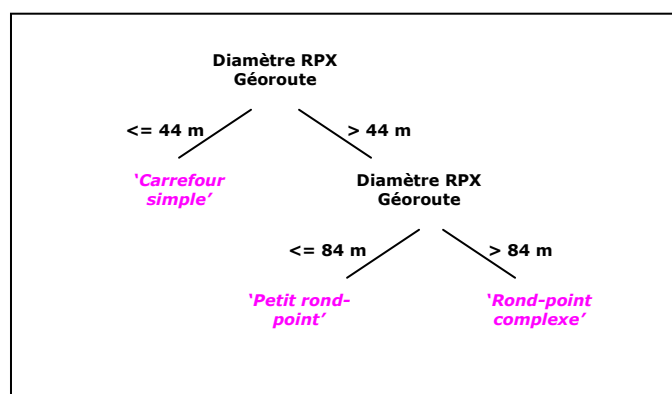 Diamètre RPX
Géoroute
<= 44 m
> 44 m
‘Carrefour
simple’
Diamètre RPX
Géoroute
<= 84 m
> 84 m
‘Petit rond-
point’
‘Rond-point
complexe’